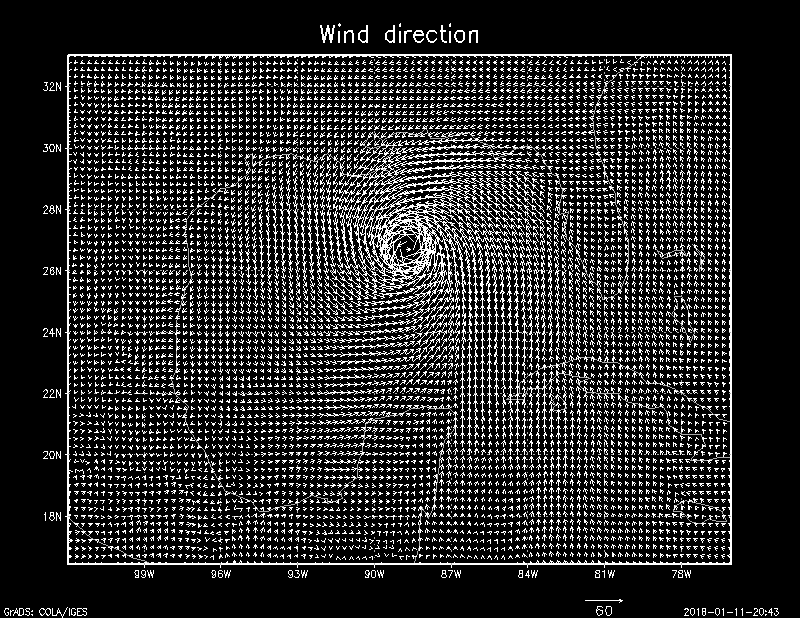 Wind direction
32N
30N
28N
26N
24N
22N
20N
18N
99W 96W 93W 90W 87W 84W 81W 78W
60
GrADS: COLA/IGES 2018-01-11-20:43